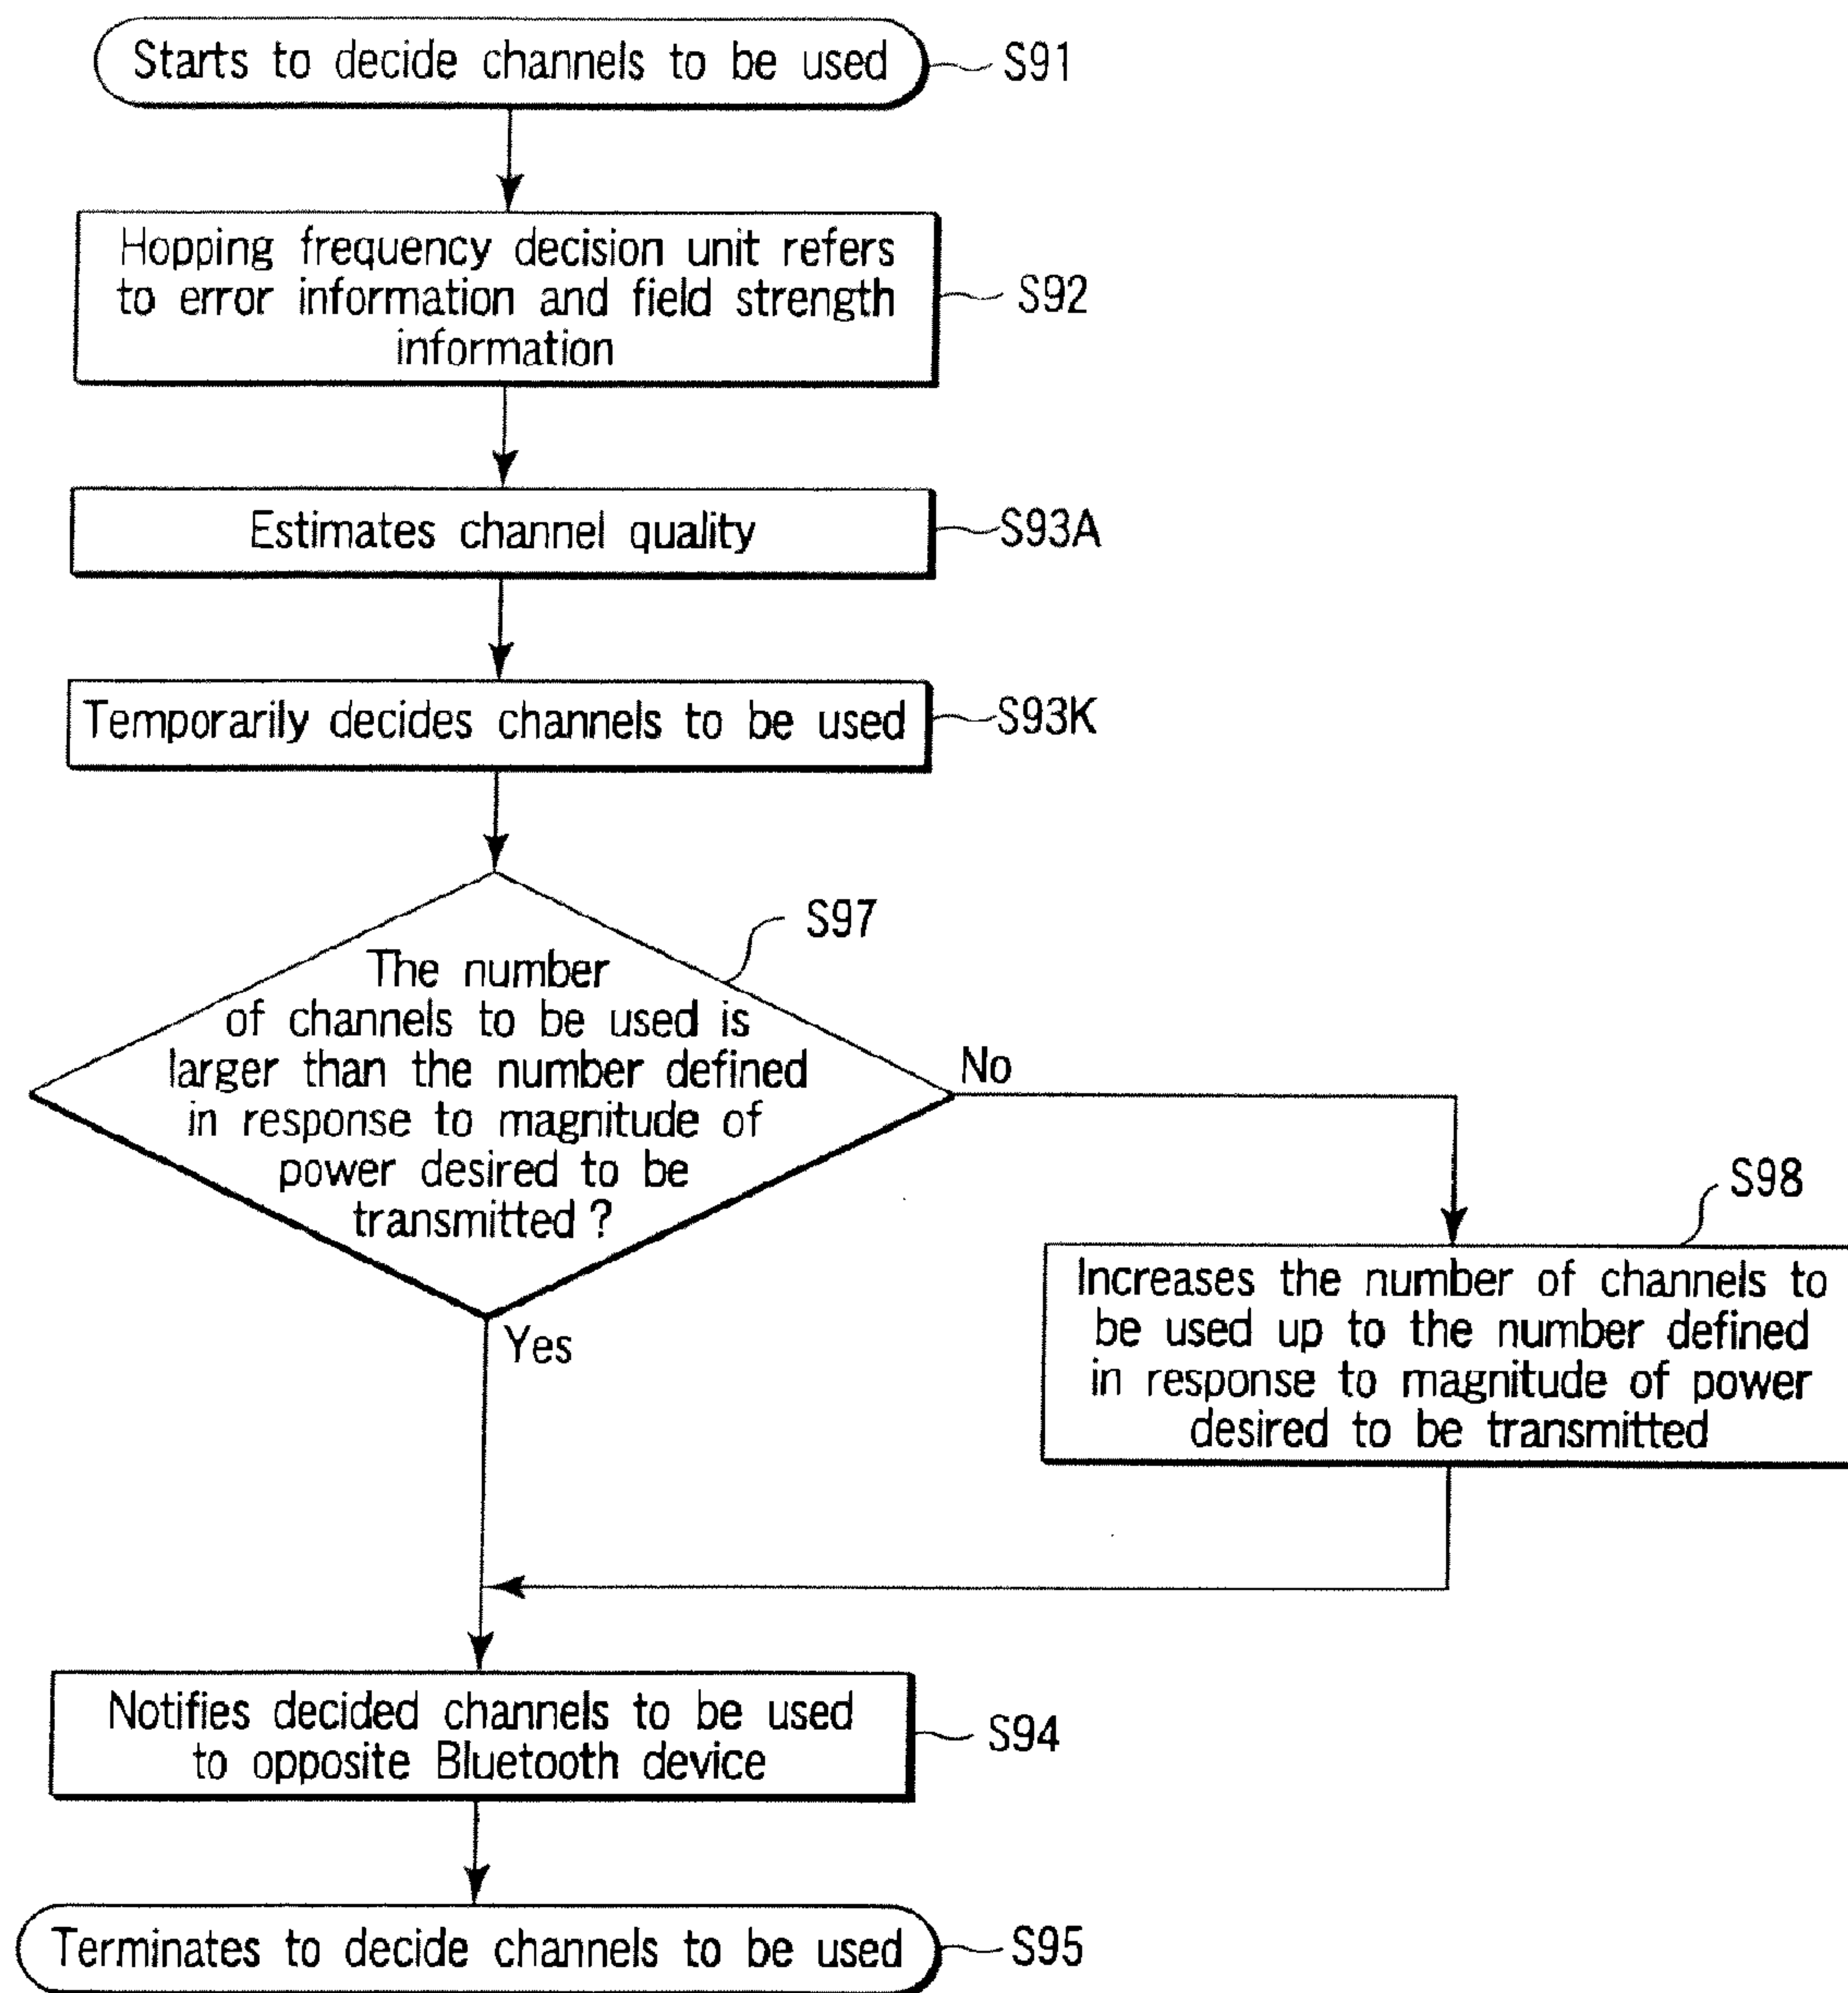 Starts to decide channels to be used
S91
Hopping frequency decision unit refers
to error information and field strength
information
S92
Estimates channel quality
S93A
Temporarily decides channels to be used
S93K
S97
The number
of channels to be used is
larger than the number defined
in response to magnitude of
power desired to be
transmitted ?
No
Yes
S98
Increases the number of channels to
be used up to the number defined
in response to magnitude of power
desired to be transmitted
Notifies decided channels to be used
to opposite Bluetooth device
S94
Terminates to decide channels to be used
S95